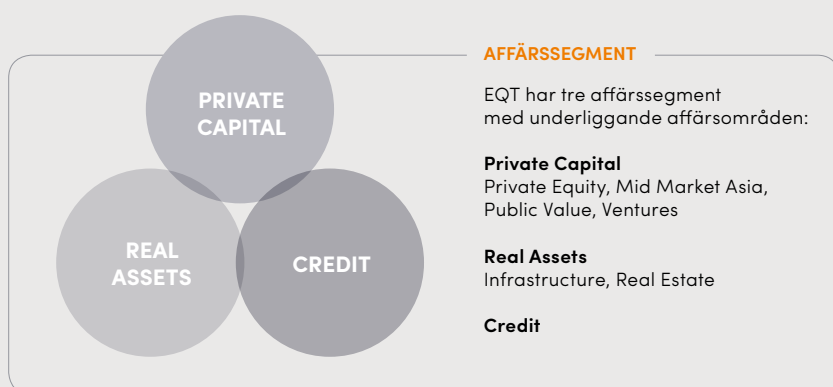 PRIVATE
CAPITAL
REAL
ASSETS
CREDIT
AFFÄRSSEGMENT
EQT har tre affärssegment
med underliggande affärsområden:
Private Capital
Private Equity, Mid Market Asia,
Public Value, Ventures
Real Assets
Infrastructure, Real Estate
Credit